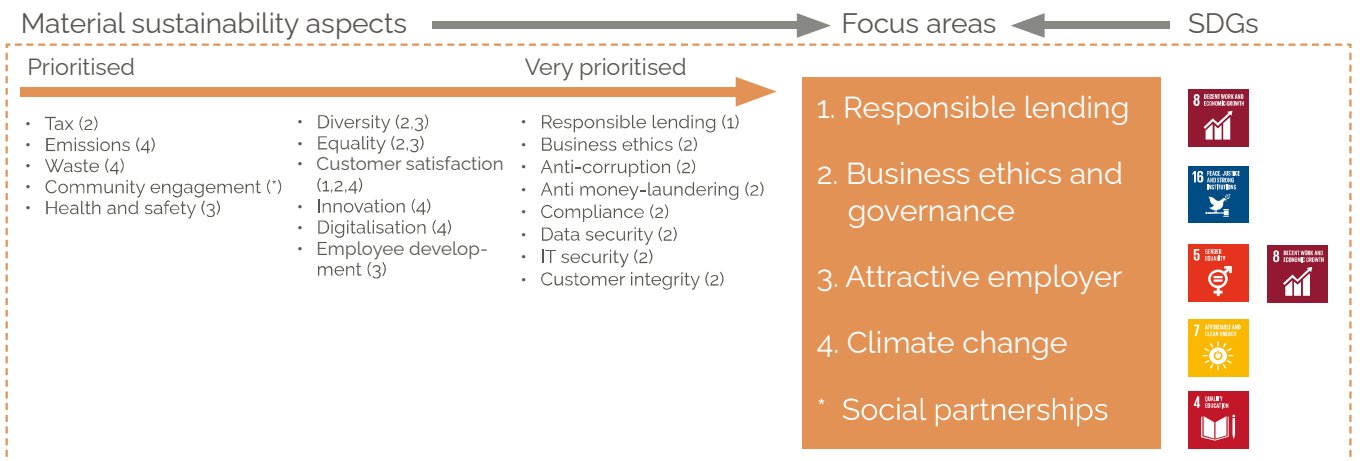 Material sustainability aspects
Focus areas
SDGs
Prioritised
Very prioritised
• Tax (2)
• Emissions (4)
• Waste (4)
• Community engagement (*)
• Health and safety (3)
• Diversity (2,3)
• Equality (2,3)
• Customer satisfaction
(1,2,4)
• Innovation (4)
• Digitalisation (4)
• Employee develop-
ment (3)
• Responsible lending (1)
• Business ethics (2)
• Anti-corruption (2)
• Anti money-laundering (2)
• Compliance (2)
• Data security (2)
• IT security (2)
• Customer integrity (2)
1. Responsible lending
2. Business ethics and
governance
3. Attractive employer
4. Climate change
* Social partnerships
8 DECENT WORK AND
ECONOMIC GROWTH
16 PEACE, JUSTICE
AND STRONG
INSTITUTIONS
5 GENDER
EQUALITY
8 DECENT WORK AND
ECONOMIC GROWTH
7 AFFORDABLE AND
CLEAN ENERGY
4 QUALITY
EDUCATION